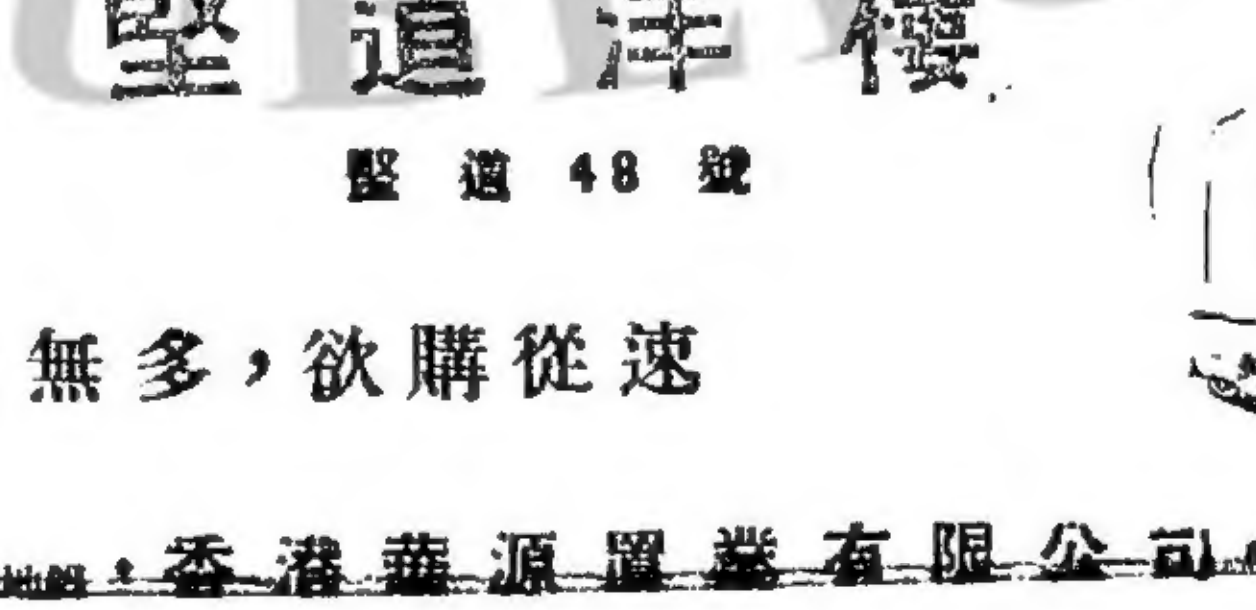 堅道洋樓
堅道48號
無多，欲購從速
香港華源置業有限公司